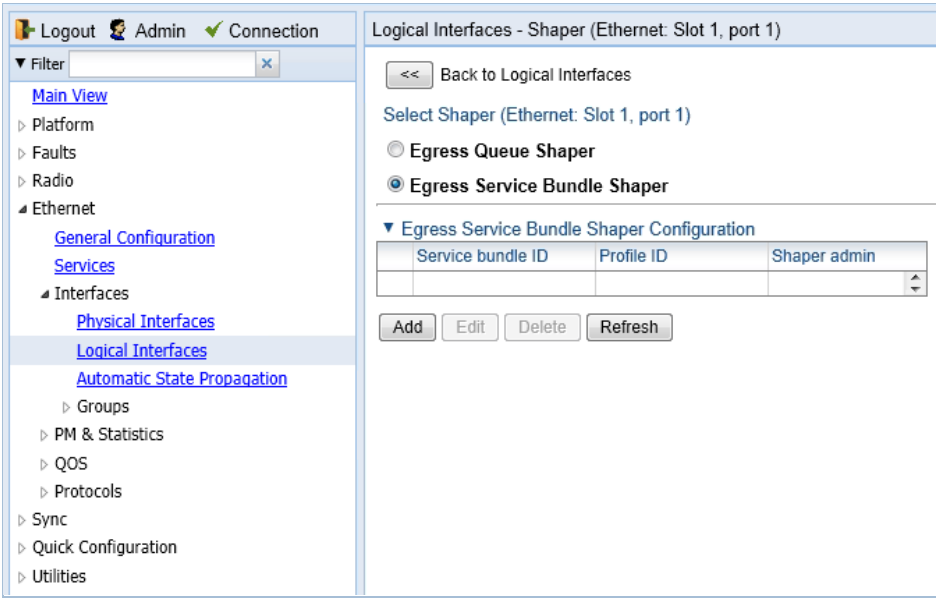 Logout Admin Connection
Filter
Main View
Platform
Faults
Radio
Ethernet
General Configuration
Services
Interfaces
Physical Interfaces
Logical Interfaces
Automatic State Propagation
Groups
PM & Statistics
QOS
Protocols
Sync
Quick Configuration
Utilities
Logical Interfaces - Shaper (Ethernet: Slot 1, port 1)
<< Back to Logical Interfaces
Select Shaper (Ethernet: Slot 1, port 1)
Egress Queue Shaper
Egress Service Bundle Shaper
Egress Service Bundle Shaper Configuration
Service bundle ID Profile ID Shaper admin
Add Edit Delete Refresh